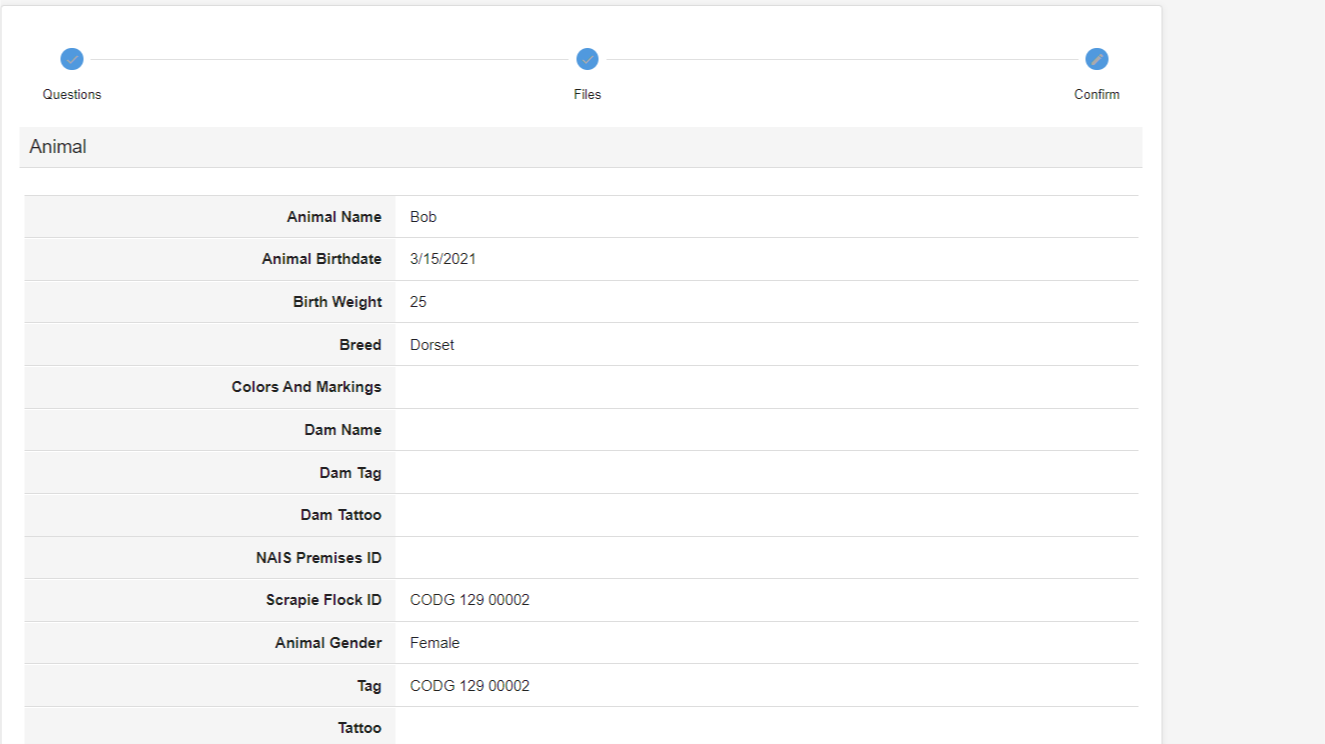 Questions
Files
Confirm
Animal
Animal Name Bob
Animal Birthdate 3/15/2021
Birth Weight 25
Breed Dorset
Colors And Markings
Dam Name
Dam Tag
Dam Tattoo
NAIS Premises ID
Scrapie Flock ID CODG 129 00002
Animal Gender Female
Tag CODG 129 00002
Tattoo